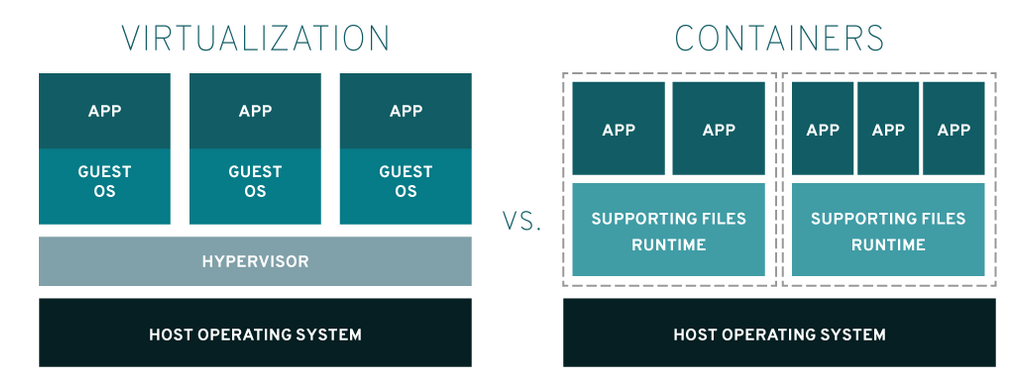 VIRTUALIZATION
APP
APP
APP
GUEST
OS
GUEST
OS
GUEST
OS
HYPERVISOR
HOST OPERATING SYSTEM
VS.
CONTAINERS
APP
APP
APP
APP
APP
SUPPORTING FILES
RUNTIME
SUPPORTING FILES
RUNTIME
HOST OPERATING SYSTEM